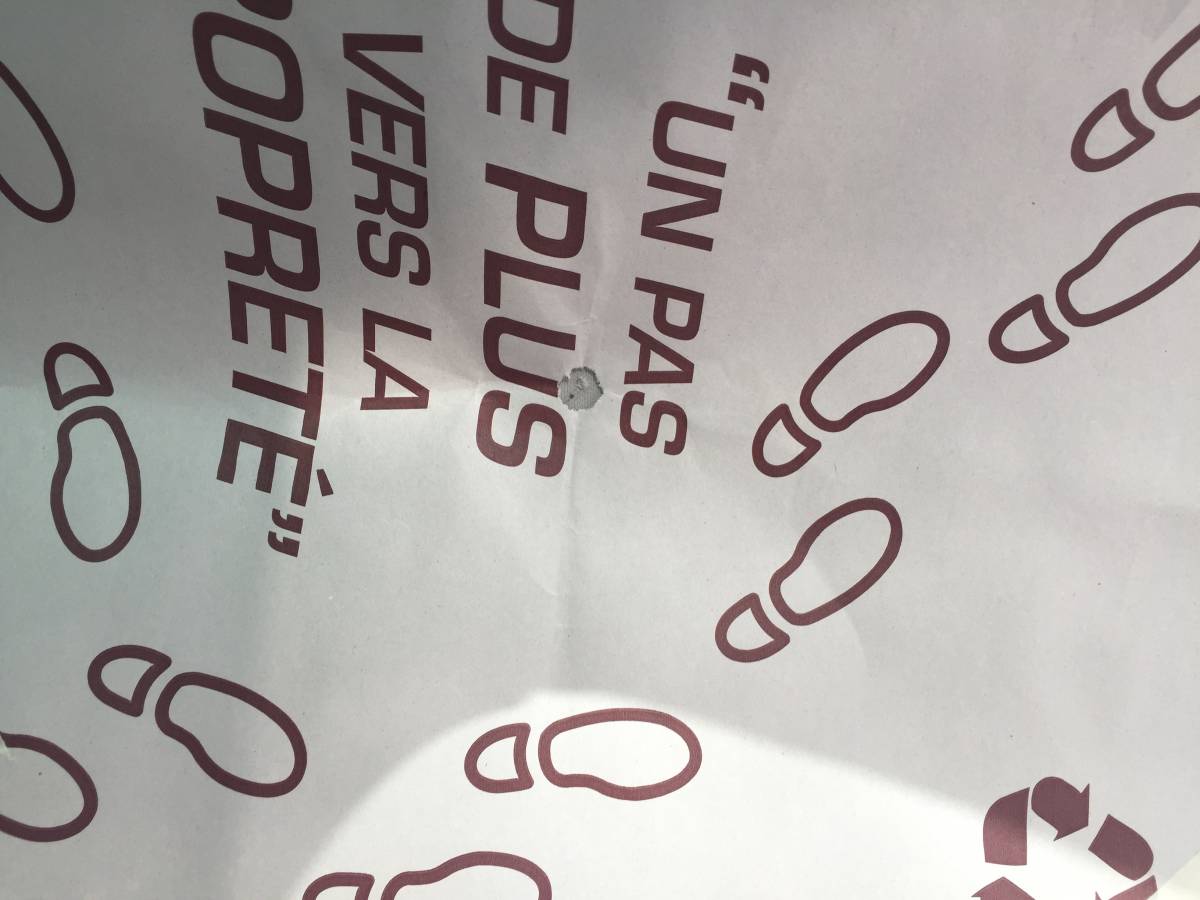 "UN PAS
DE PLUS
VERS LA
OPRETÉ"